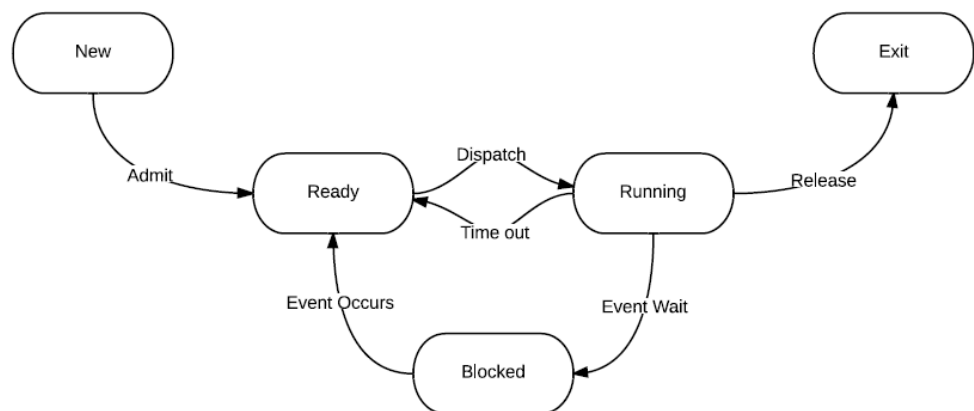 New
Exit
Dispatch
Admit
Ready
Running
Release
Time out
Event Occurs
Event Wait
Blocked